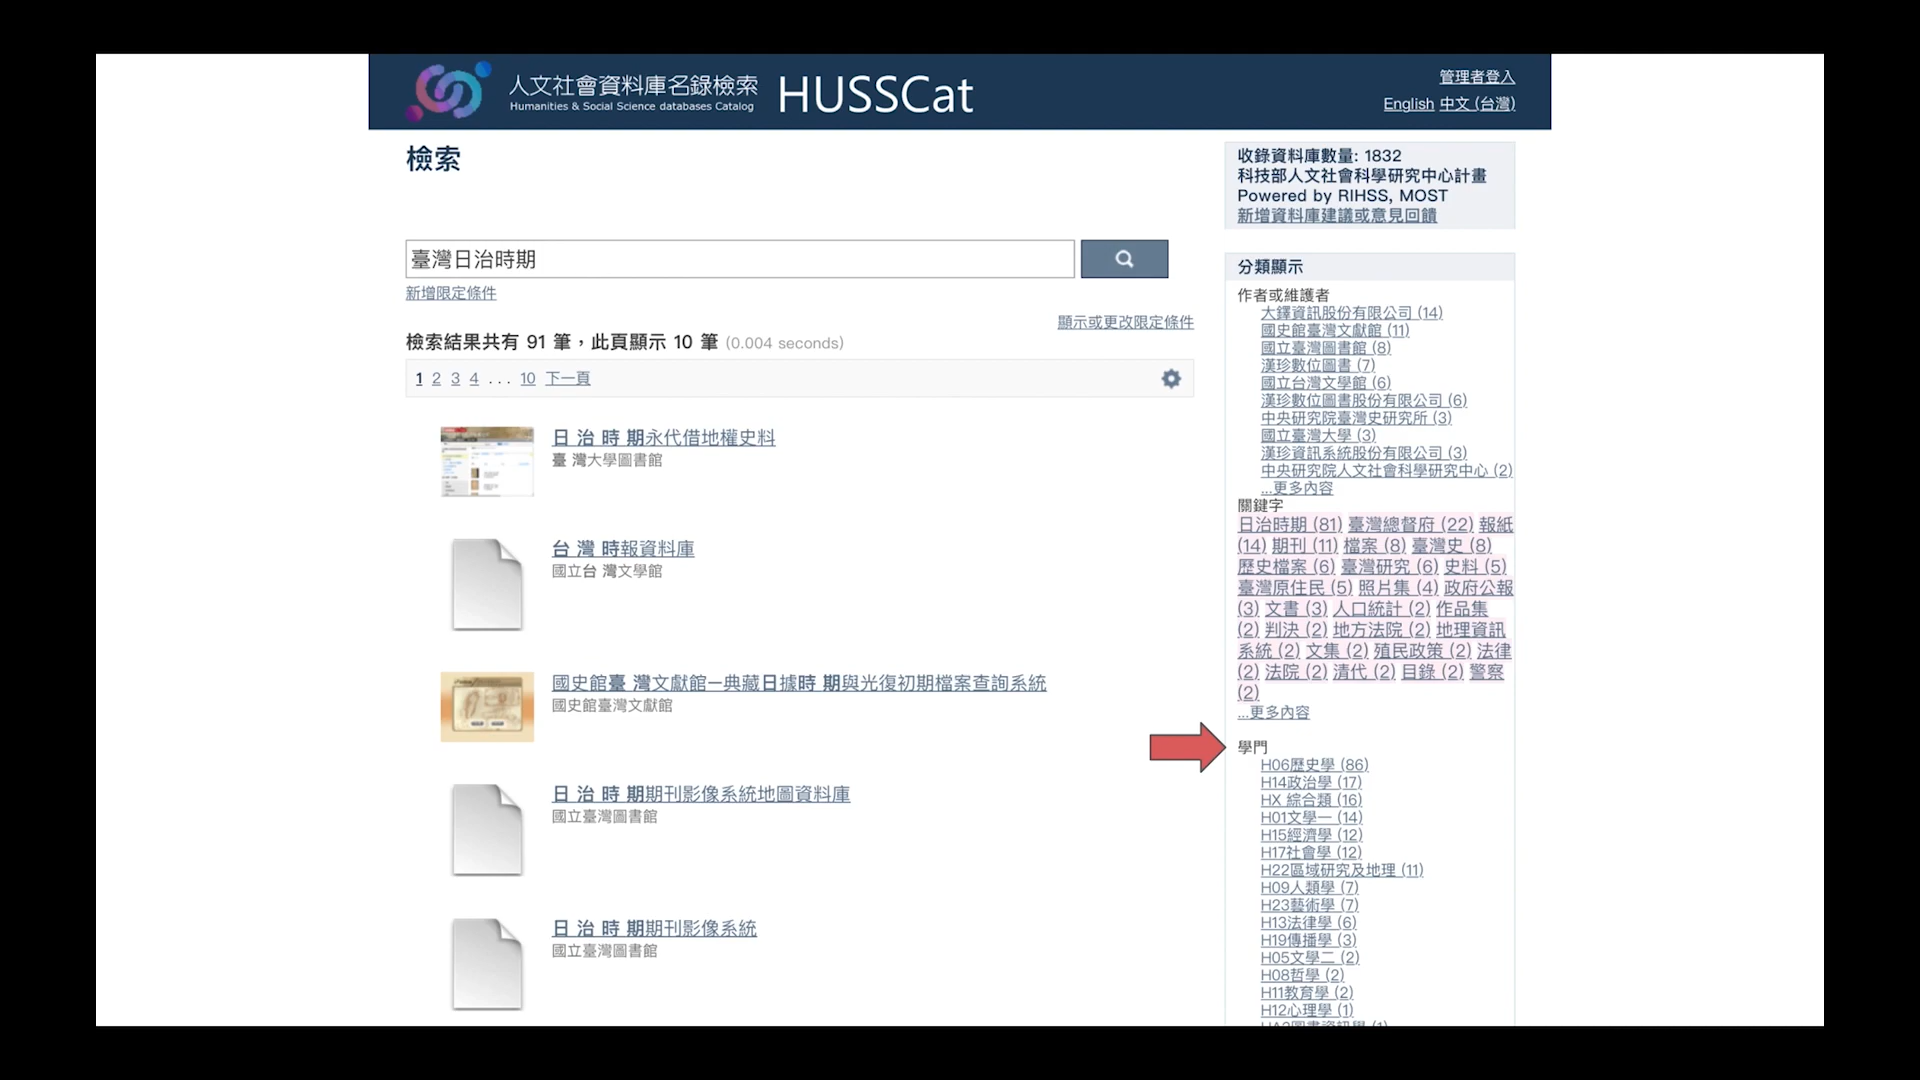 人文社會資料庫名錄檢索
Humanities & Social Science databases Catalog
HUSSCat
管理者登入
English 中文 (台灣)
檢索
臺灣日治時期
新增限定條件
顯示或更改限定條件
檢索結果共有 91 筆，此頁顯示 10 筆 (0.004 seconds)
1 2 3 4 . . . 10 下一頁
日 治 時 期永代借地權史料
臺 灣大學圖書館
台 灣 時報資料庫
國立台 灣文學館
國史館臺 灣文獻館—典藏日據時 期與光復初期檔案查詢系統
國史館臺灣文獻館
日 治 時 期期刊影像系統地圖資料庫
國立臺灣圖書館
日 治 時 期期刊影像系統
國立臺灣圖書館
收錄資料庫數量: 1832
科技部人文社會科學研究中心計畫
Powered by RIHSS, MOST
新增資料庫建議或意見回饋
分類顯示
作者或維護者
大鐸資訊股份有限公司 (14)
國史館臺灣文獻館 (11)
國立臺灣圖書館 (8)
漢珍數位圖書 (7)
國立台灣文學館 (6)
漢珍數位圖書股份有限公司 (6)
中央研究院臺灣史研究所 (3)
國立臺灣大學 (3)
漢珍資訊系統股份有限公司 (3)
中央研究院人文社會科學研究中心 (2)
...更多內容
關鍵字
日治時期 (81) 臺灣總督府 (22) 報紙
(14) 期刊 (11) 檔案 (8) 臺灣史 (8)
歷史檔案 (6) 臺灣研究 (6) 史料 (5)
臺灣原住民 (5) 照片集 (4) 政府公報
(3) 文書 (3) 人口統計 (2) 作品集
(2) 判決 (2) 地方法院 (2) 地理資訊
系統 (2) 文集 (2) 殖民政策 (2) 法律
(2) 法院 (2) 清代 (2) 目錄 (2) 警察
(2)
...更多內容
學門
H06歷史學 (86)
H14政治學 (17)
HX 綜合類 (16)
H01文學一 (14)
H15經濟學 (12)
H17社會學 (12)
H22區域研究及地理 (11)
H09人類學 (7)
H23藝術學 (7)
H13法律學 (6)
H19傳播學 (3)
H05文學二 (2)
H08哲學 (2)
H11教育學 (2)
H12心理學 (1)